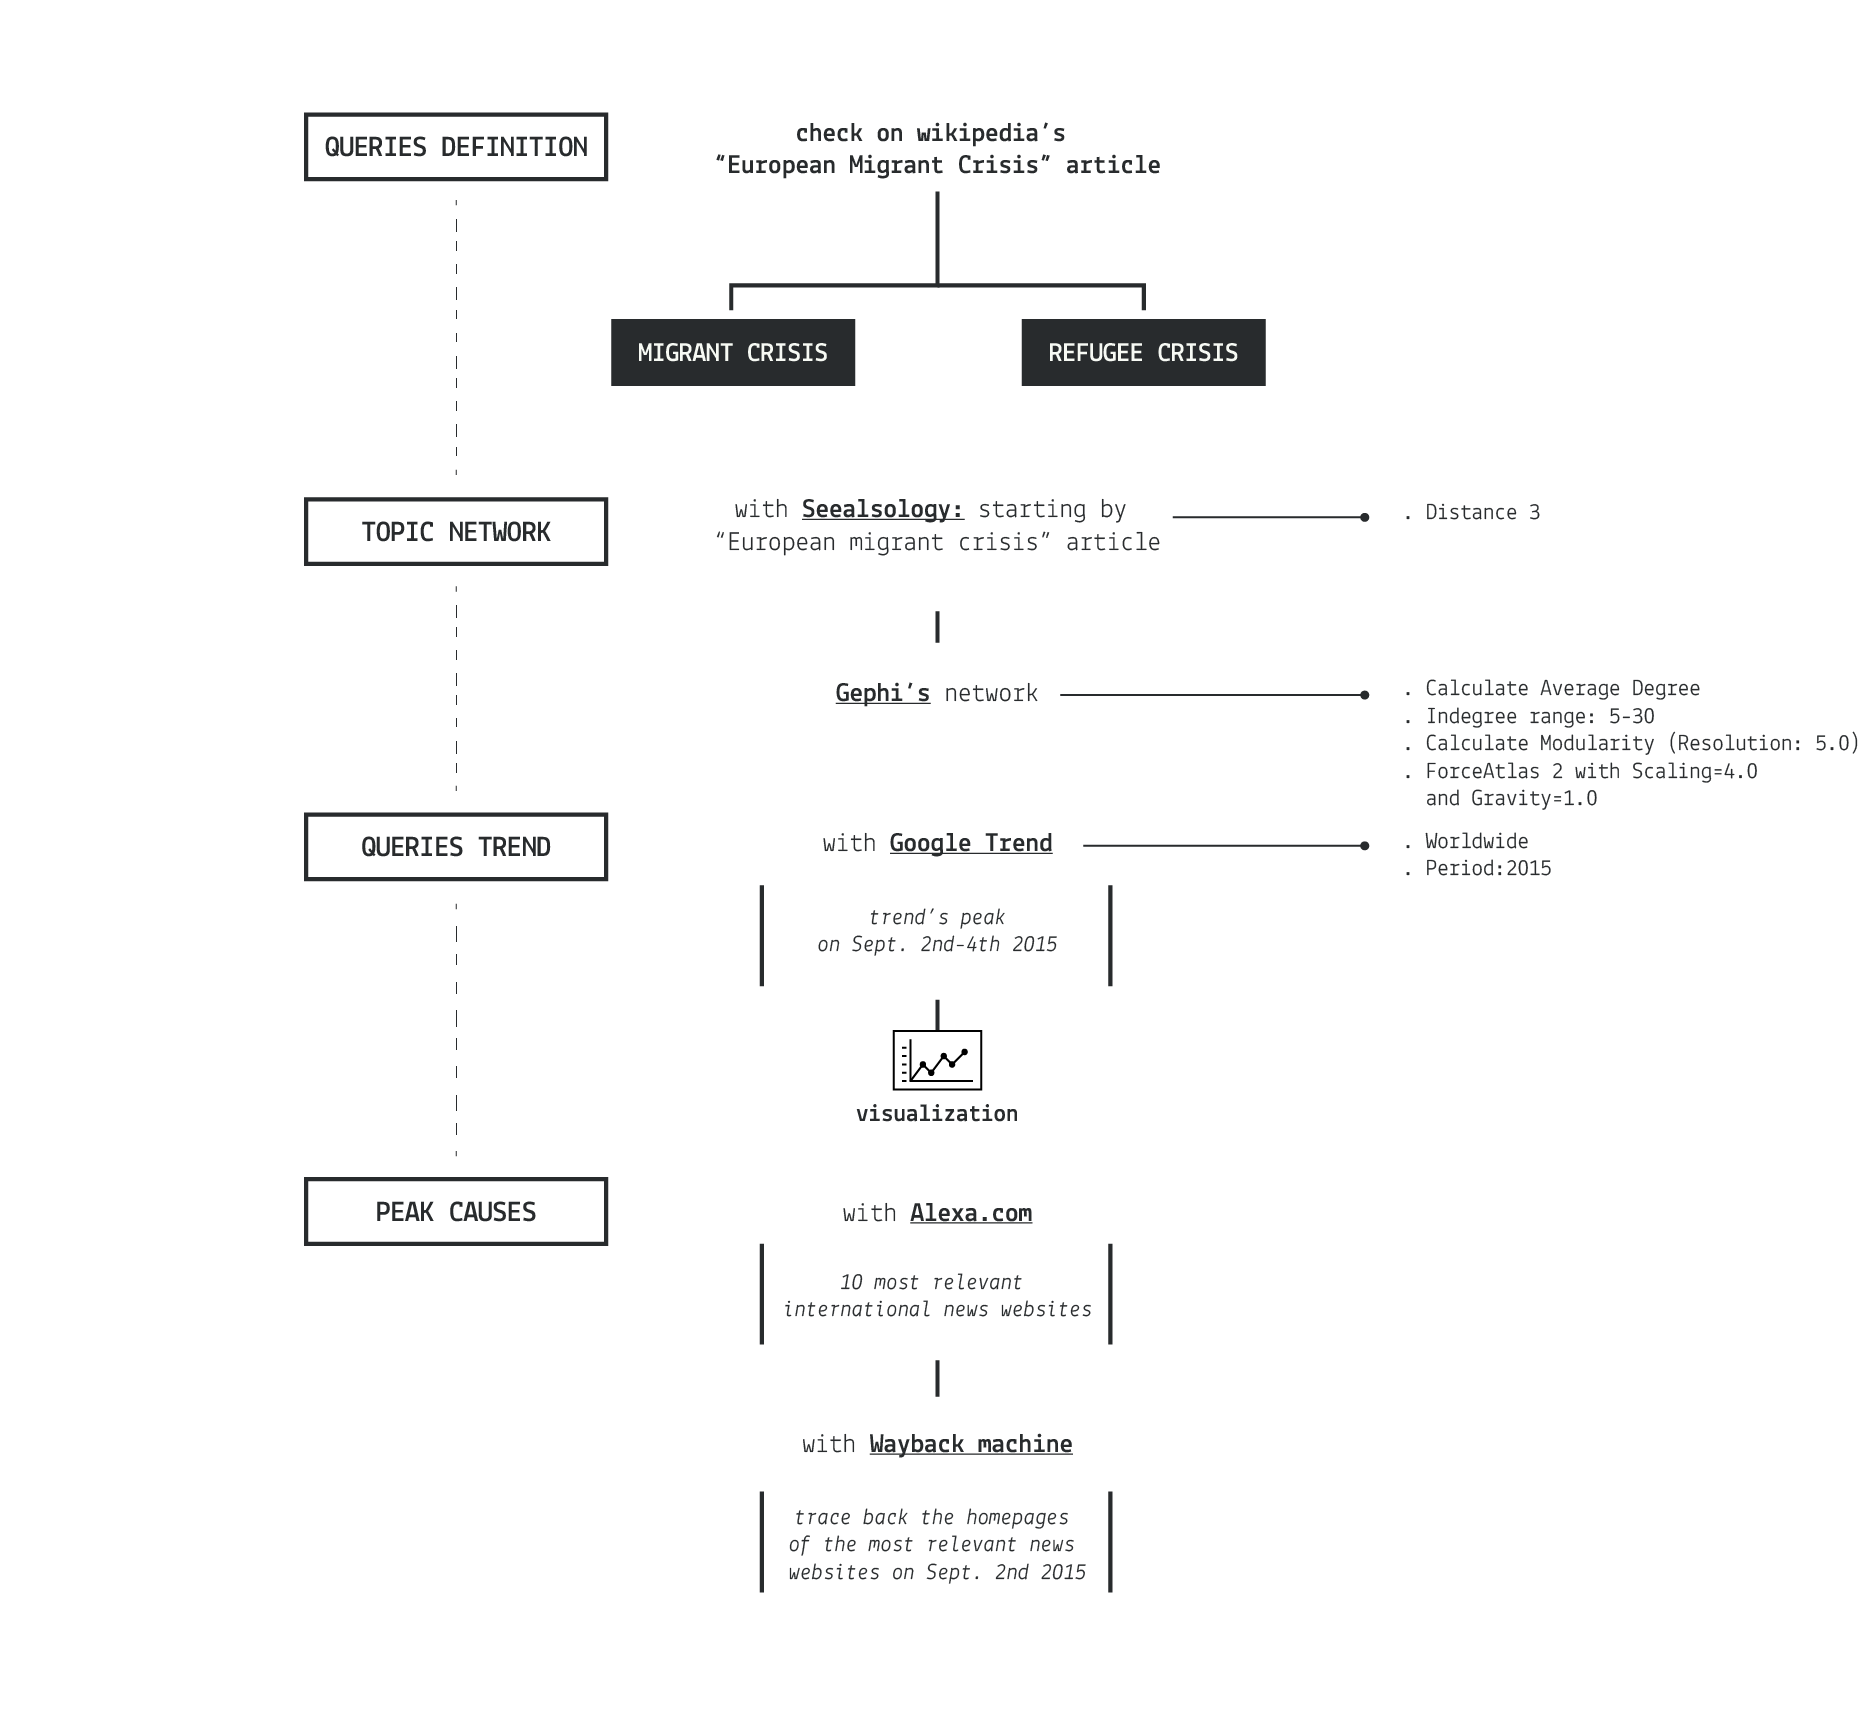 QUERIES DEFINITION
check on wikipedia’s
“European Migrant Crisis” article
MIGRANT CRISIS
REFUGEE CRISIS
TOPIC NETWORK
with Seealsology: starting by
“European migrant crisis” article
. Distance 3
Gephi’s network
. Calculate Average Degree
. Indegree range: 5-30
. Calculate Modularity (Resolution: 5.0)
. ForceAtlas 2 with Scaling=4.0
and Gravity=1.0
QUERIES TREND
with Google Trend
. Worldwide
. Period:2015
trend’s peak
on Sept. 2nd-4th 2015
visualization
PEAK CAUSES
with Alexa.com
10 most relevant
international news websites
with Wayback machine
trace back the homepages
of the most relevant news
websites on Sept. 2nd 2015